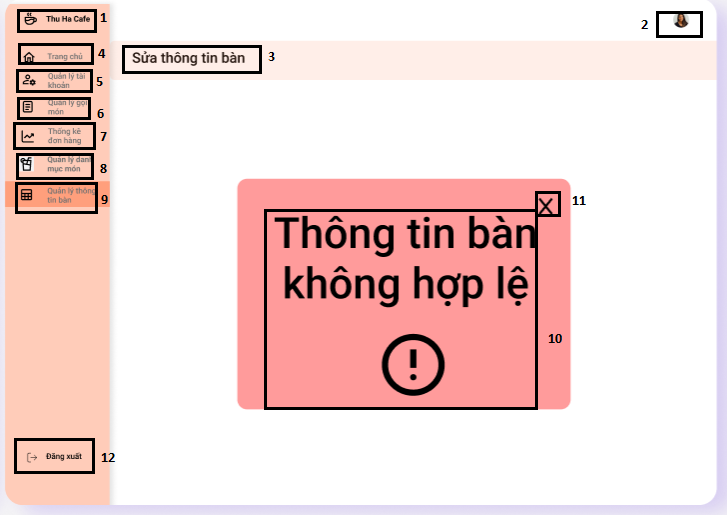 Thu Ha Cafe 1
2
Sửa thông tin bàn 3
Trang chủ 4
Quản lý tài
khoản 5
Quản lý gọi
món 6
Thống kê
đơn hàng 7
Quản lý danh
mục món 8
Quản lý thông
tin bàn 9
X 11
Thông tin bàn
không hợp lệ
! 10
Đăng xuất 12